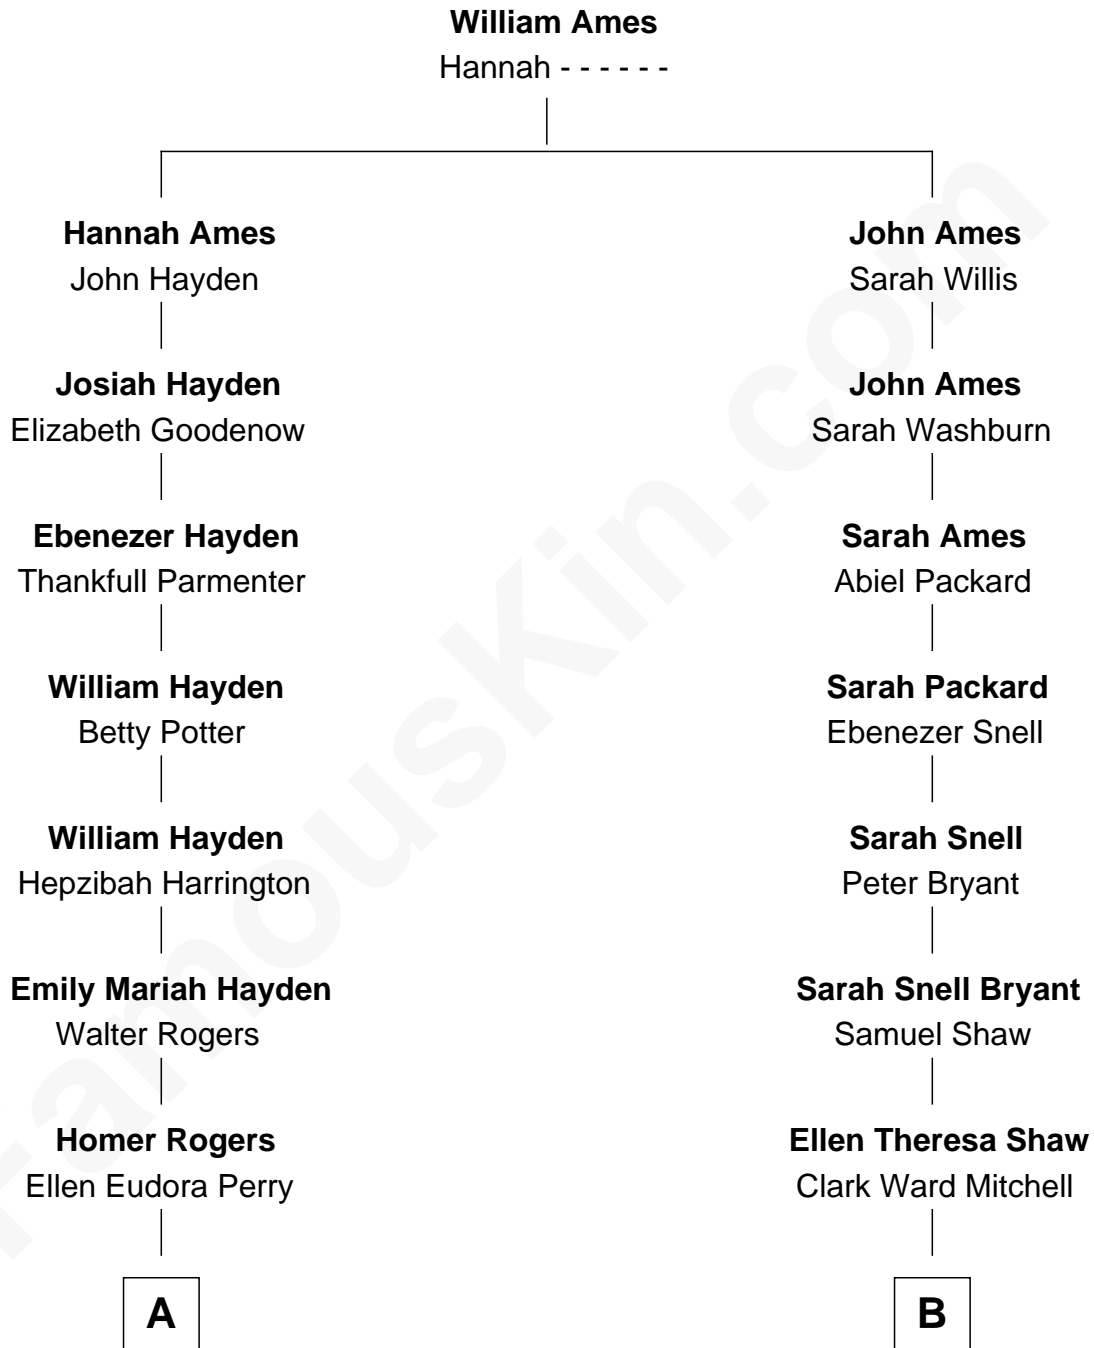 William Ames
Hannah - - - - - -
Hannah Ames
John Hayden
John Ames
Sarah Willis
Josiah Hayden
Elizabeth Goodenow
John Ames
Sarah Washburn
Ebenezer Hayden
Thankfull Parmenter
Sarah Ames
Abiel Packard
William Hayden
Betty Potter
Sarah Packard
Ebenezer Snell
William Hayden
Hepzibah Harrington
Sarah Snell
Peter Bryant
Emily Mariah Hayden
Walter Rogers
Sarah Snell Bryant
Samuel Shaw
Homer Rogers
Ellen Eudora Perry
Ellen Theresa Shaw
Clark Ward Mitchell
A
B
FamousKin.com